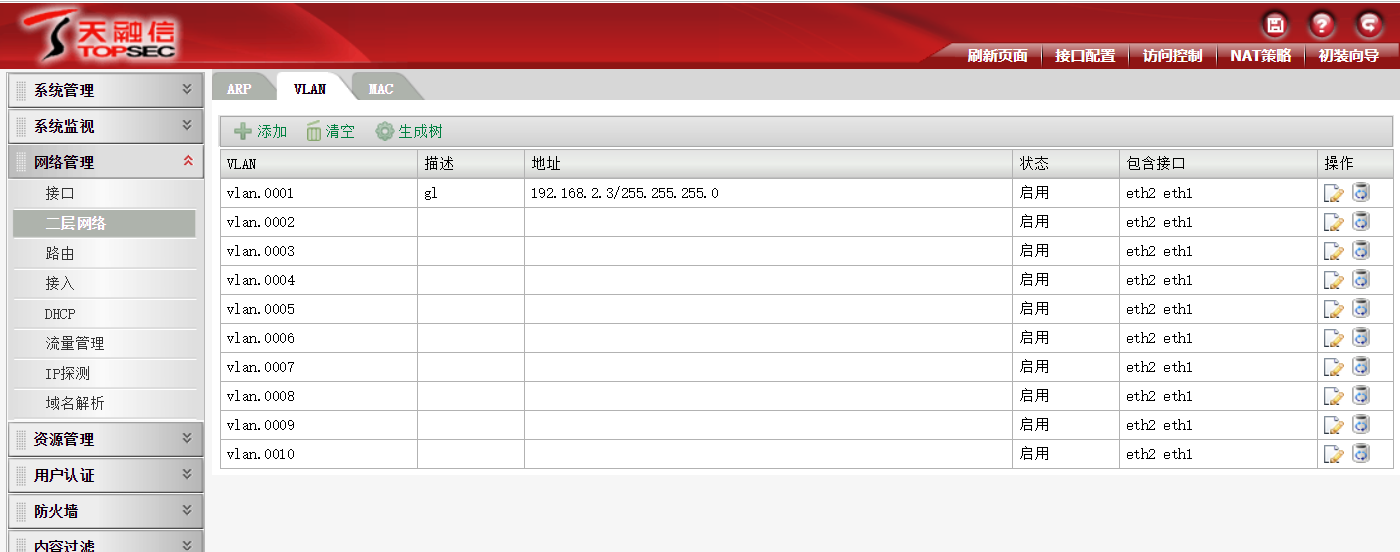 天融信
TOPSEC
刷新页面 接口配置 访问控制 NAT策略 初装向导
系统管理
系统监视
网络管理
接口
二层网络
路由
接入
DHCP
流量管理
IP探测
域名解析
资源管理
用户认证
防火墙
内容过滤
ARP VLAN MAC
添加 清空 生成树
VLAN 描述 地址 状态 包含接口 操作
vlan.0001 gl 192.168.2.3/255.255.255.0 启用 eth2 eth1
vlan.0002 启用 eth2 eth1
vlan.0003 启用 eth2 eth1
vlan.0004 启用 eth2 eth1
vlan.0005 启用 eth2 eth1
vlan.0006 启用 eth2 eth1
vlan.0007 启用 eth2 eth1
vlan.0008 启用 eth2 eth1
vlan.0009 启用 eth2 eth1
vlan.0010 启用 eth2 eth1